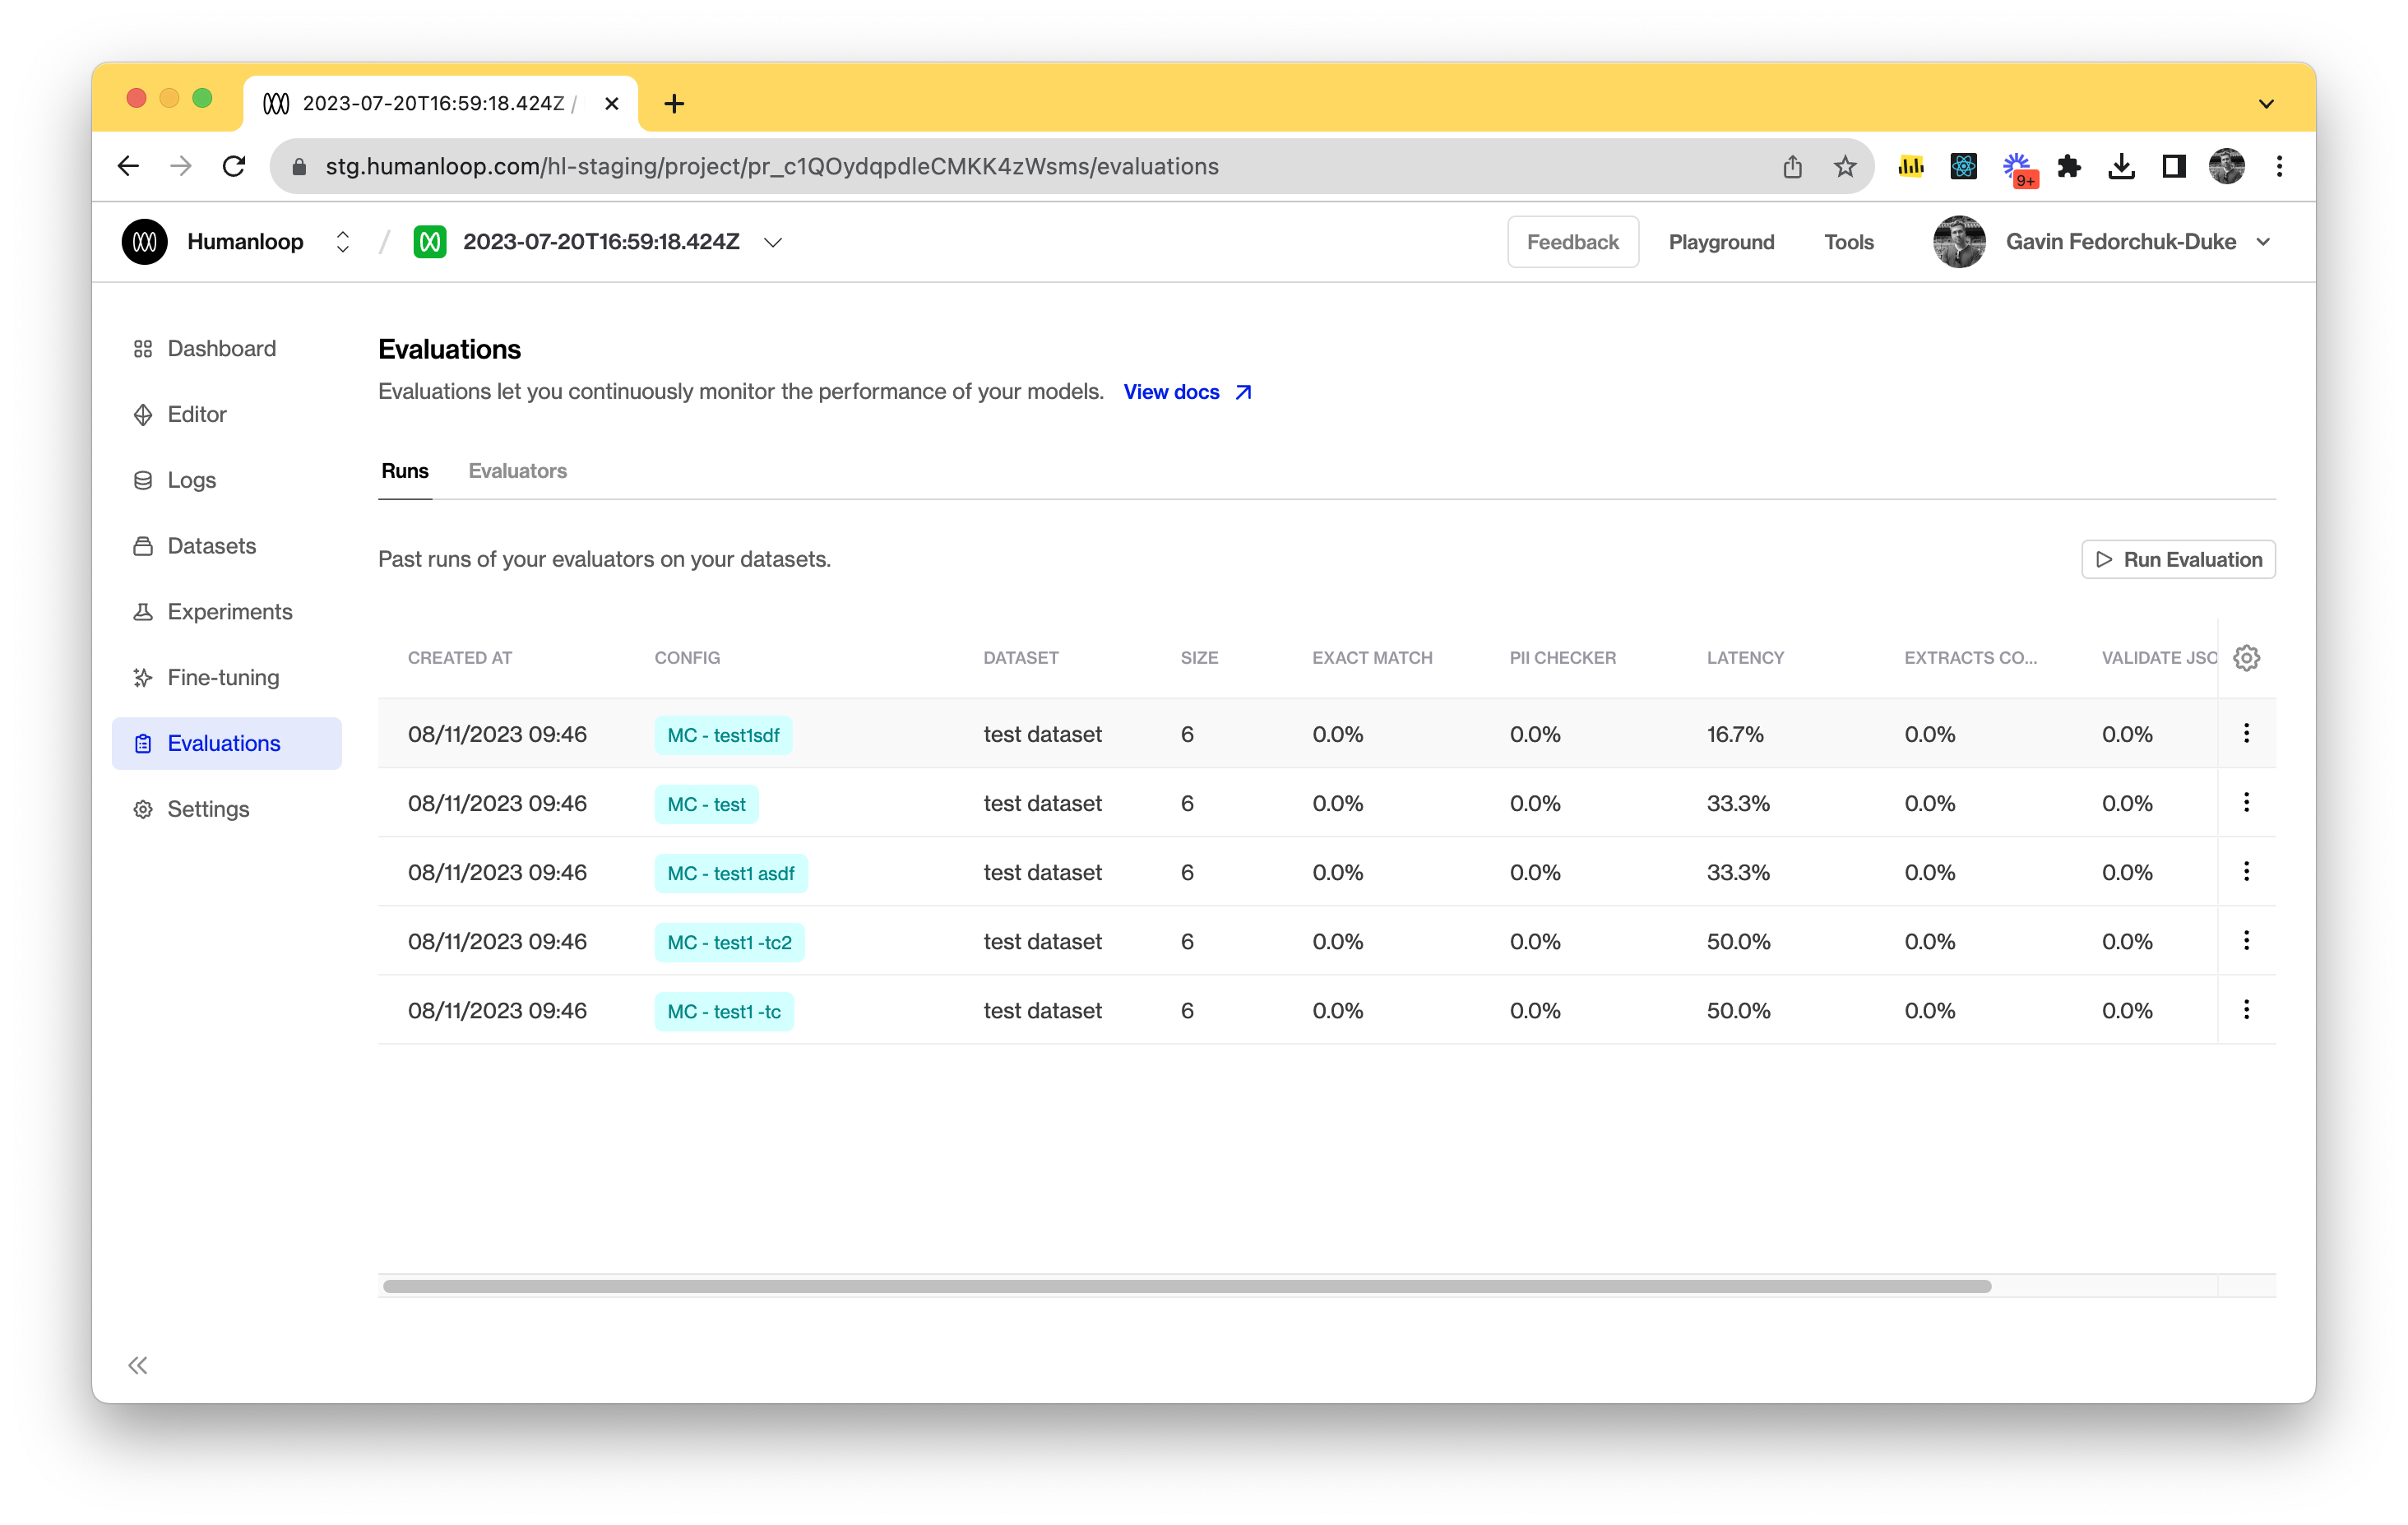 2023-07-20T16:59:18.424Z /
stg.humanloop.com/hl-staging/project/pr_c1QOydqpdleCMKK4zWsms/evaluations
9+
Humanloop / 2023-07-20T16:59:18.424Z
Feedback Playground Tools Gavin Fedorchuk-Duke
Dashboard
Editor
Logs
Datasets
Experiments
Fine-tuning
Evaluations
Settings
Evaluations
Evaluations let you continuously monitor the performance of your models. View docs
Runs Evaluators
Past runs of your evaluators on your datasets. Run Evaluation
CREATED AT CONFIG DATASET SIZE EXACT MATCH PII CHECKER LATENCY EXTRACTS CO... VALIDATE JSO
08/11/2023 09:46 MC - test1sdf test dataset 6 0.0% 0.0% 16.7% 0.0% 0.0%
08/11/2023 09:46 MC - test test dataset 6 0.0% 0.0% 33.3% 0.0% 0.0%
08/11/2023 09:46 MC - test1 asdf test dataset 6 0.0% 0.0% 33.3% 0.0% 0.0%
08/11/2023 09:46 MC - test1 -tc2 test dataset 6 0.0% 0.0% 50.0% 0.0% 0.0%
08/11/2023 09:46 MC - test1 -tc test dataset 6 0.0% 0.0% 50.0% 0.0% 0.0%